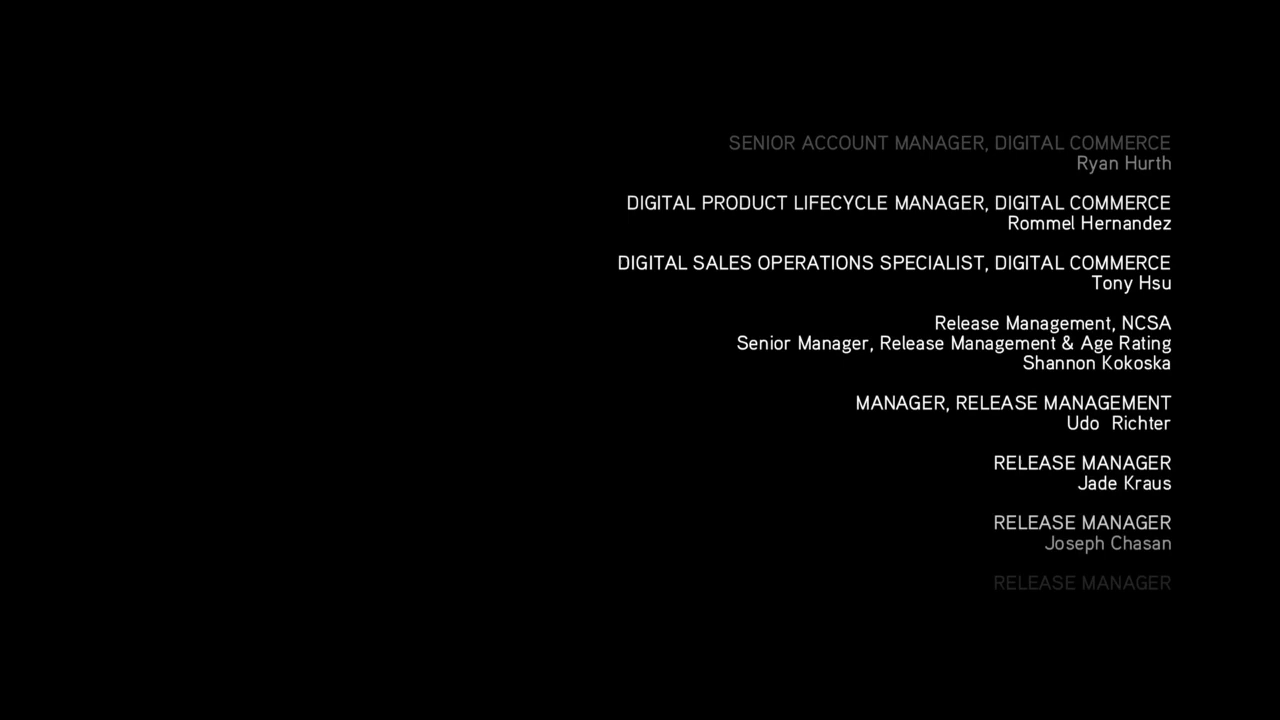 SENIOR ACCOUNT MANAGER, DIGITAL COMMERCE
Ryan Hurth
DIGITAL PRODUCT LIFECYCLE MANAGER, DIGITAL COMMERCE
Rommel Hernandez
DIGITAL SALES OPERATIONS SPECIALIST, DIGITAL COMMERCE
Tony Hsu
Release Management, NCSA
Senior Manager, Release Management & Age Rating
Shannon Kokoska
MANAGER, RELEASE MANAGEMENT
Udo  Richter
RELEASE MANAGER
Jade Kraus
RELEASE MANAGER
Joseph Chasan
RELEASE MANAGER